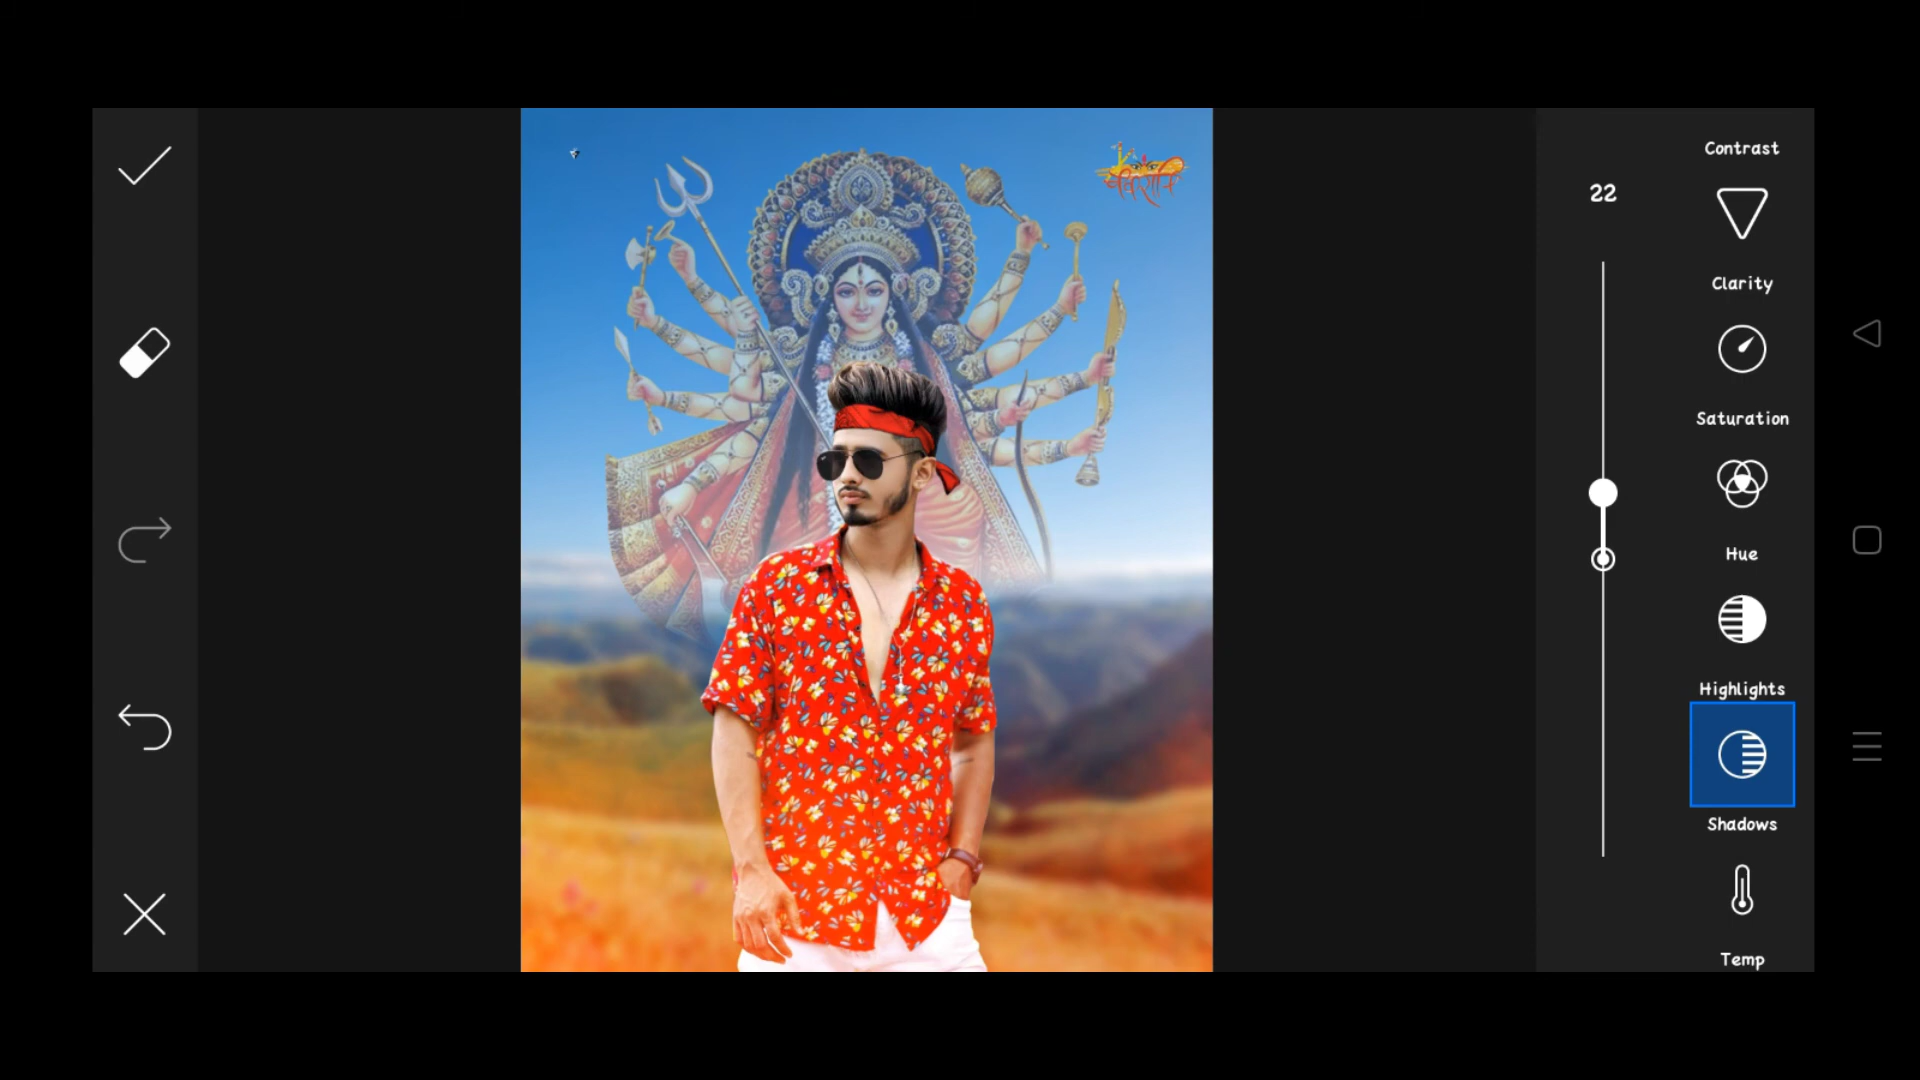 Contrast
22
Clarity
Saturation
Hue
Highlights
Shadows
Temp